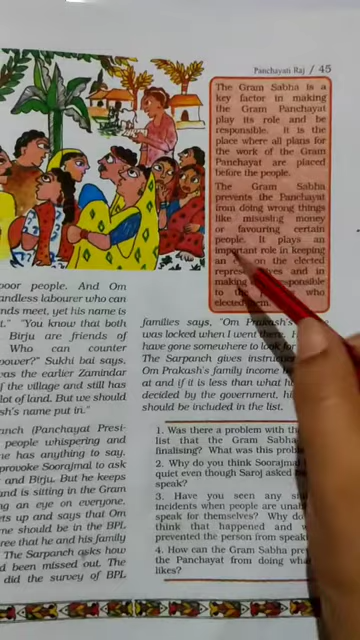 Panchayati Raj / 45
The Gram Sabha is a
key factor in making
the Gram Panchayat
play its role and be
responsible. It is the
place where all plans for
the work of the Gram
Panchayat are placed
before the people.
The Gram Sabha
prevents the Panchayat
from doing wrong things
like misusing money
or favouring certain
people. It plays an
important role in keeping
an on the elected
and in
making responsible
to the who
elected them.
poor people. And Om
landless labourer who can
ends meet, yet his name is
t." "You know that both
Birju are friends of
Who can counter
power?" Sukhi bai says,
was the earlier Zamindar
of the village and still has
lot of land. But we should
sh's name put in."
anch (Panchayat Presi-
people whispering and
ne has anything to say.
provoke Soorajmal to ask
and Birju. But he keeps
and is sitting in the Gram
ng an eye on everyone.
ets up and says that Om
me should be in the BPL
ree that he and his family
The Sarpanch asks how
d been missed out. The
did the survey of BPL
families says, "Om Prakash's
was locked when I went there.
have gone somewhere to look for
The Sarpanch gives
Om Prakash's family income
at and if it is less than what
decided by the government,
should be included in the list.
1. Was there a problem with the
list that the Gram Sabha
finalising? What was this
2. Why do you think Soorajmal
quiet even though Saroj asked
speak?
3. Have you seen any
incidents when people are
speak for themselves? Why do
think that happened and
prevented the person from
4. How can the Gram Sabha
the Panchayat from doing what
likes?